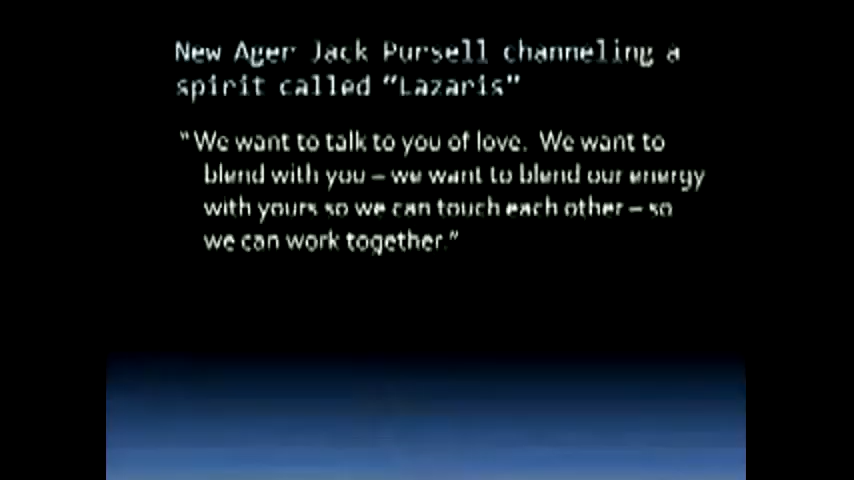 New Ager Jack Pursell channeling a
spirit called “Lazaris”
“We want to talk to you of love. We want to
blend with you – we want to blend our energy
with yours so we can touch each other – so
we can work together.”